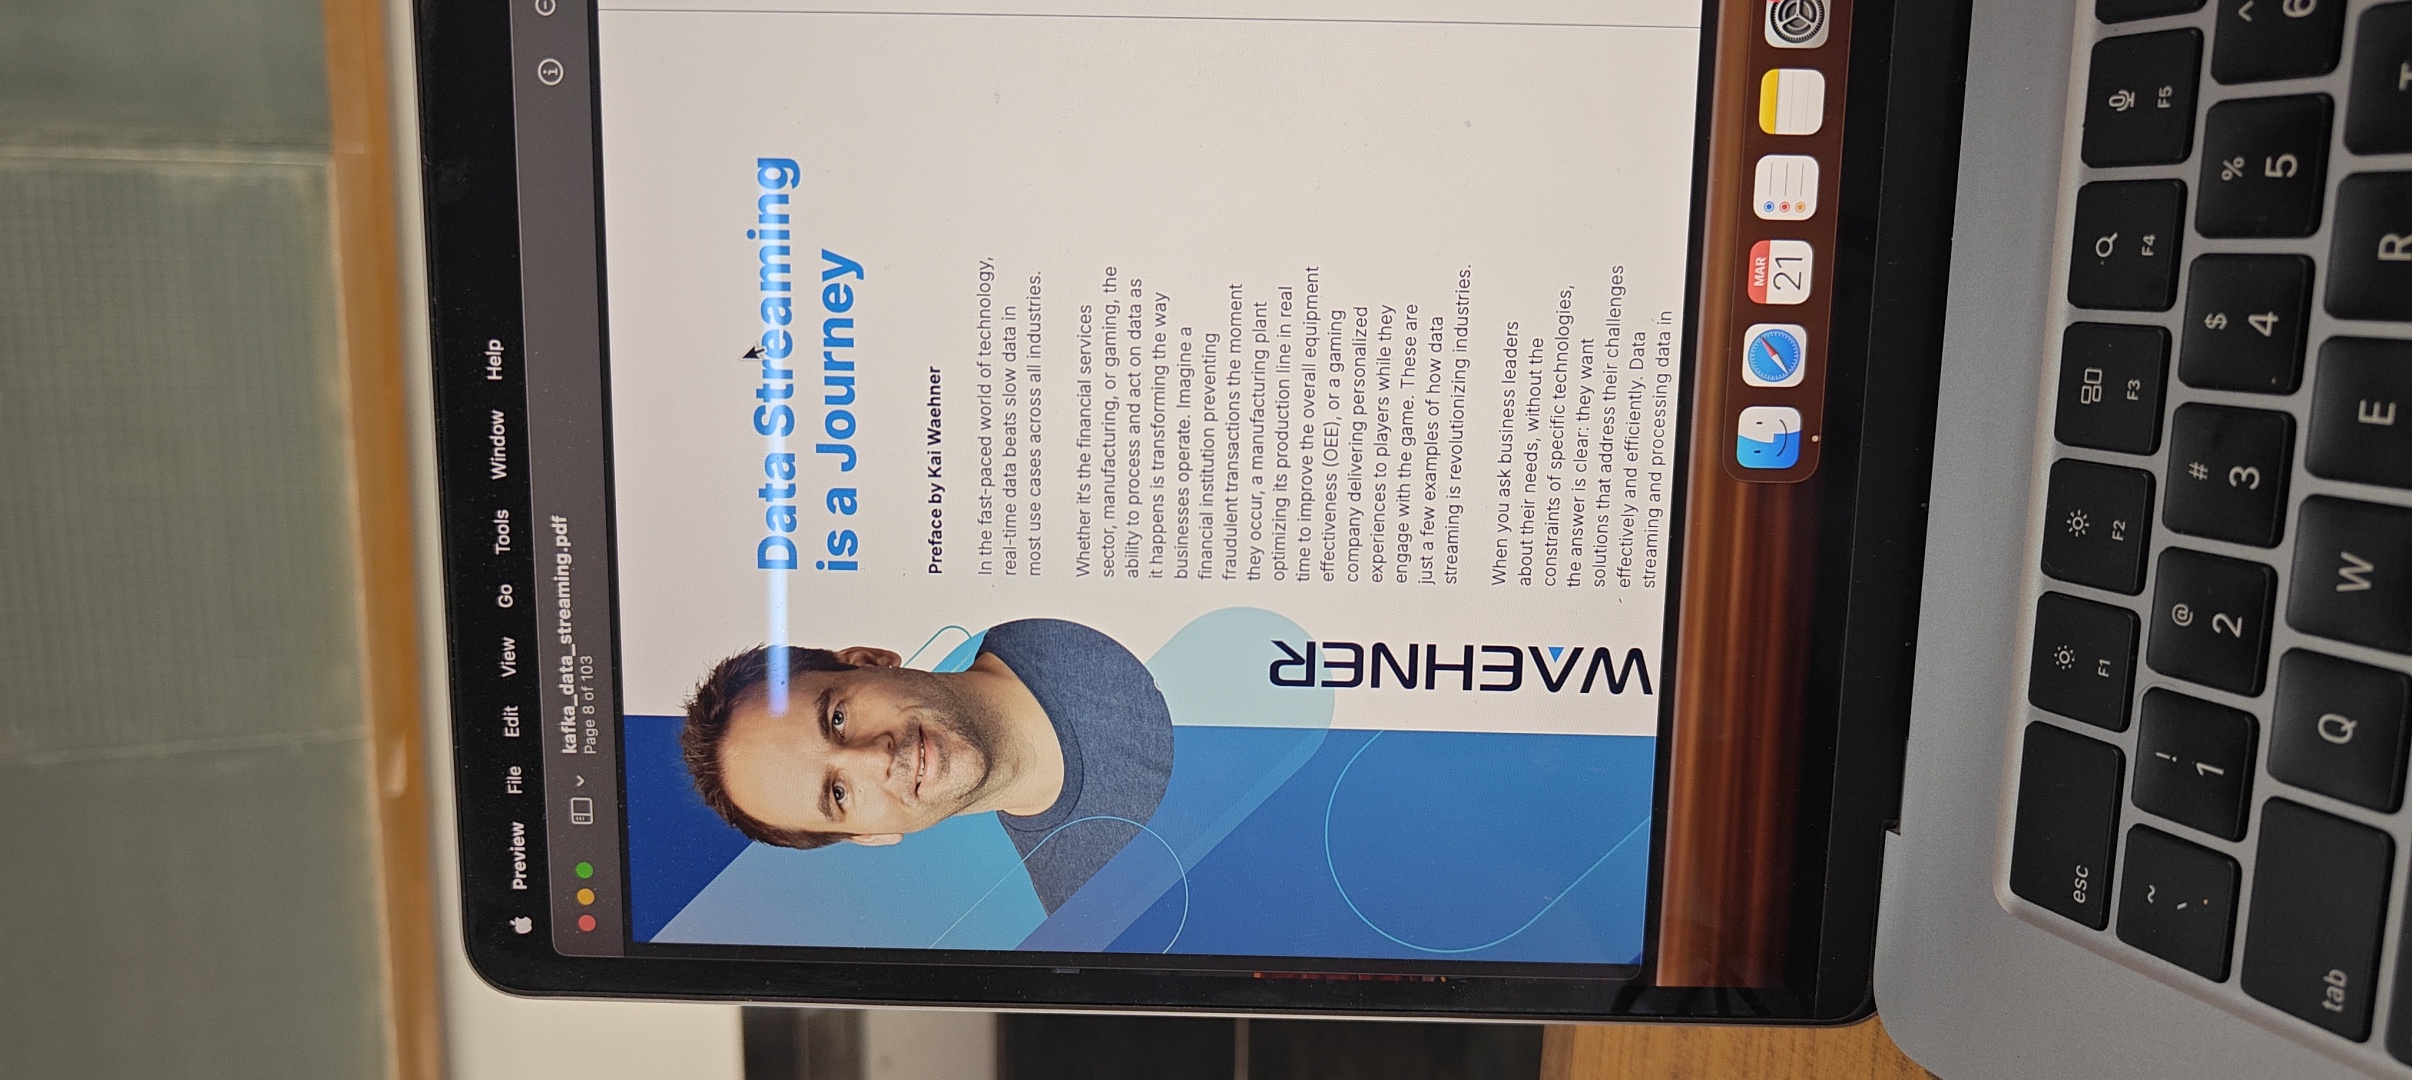 Preview File Edit View Go Tools Window Help
kafka_data_streaming.pdf
Page 8 of 103
Data Streaming
is a Journey
Preface by Kai Waehner
In the fast-paced world of technology,
real-time data beats slow data in
most use cases across all industries.
Whether it's the financial services
sector, manufacturing, or gaming, the
ability to process and act on data as
it happens is transforming the way
businesses operate. Imagine a
financial institution preventing
fraudulent transactions the moment
they occur, a manufacturing plant
optimizing its production line in real
time to improve the overall equipment
effectiveness (OEE), or a gaming
company delivering personalized
experiences to players while they
engage with the game. These are
just a few examples of how data
streaming is revolutionizing industries.
When you ask business leaders
about their needs, without the
constraints of specific technologies,
the answer is clear: they want
solutions that address their challenges
effectively and efficiently. Data
streaming and processing data in
WAEHNER
MAR
21
esc F1 F2 F3 F4 F5
~ ! @ # $ % ^
` 1 2 3 4 5 6
tab Q W E R T